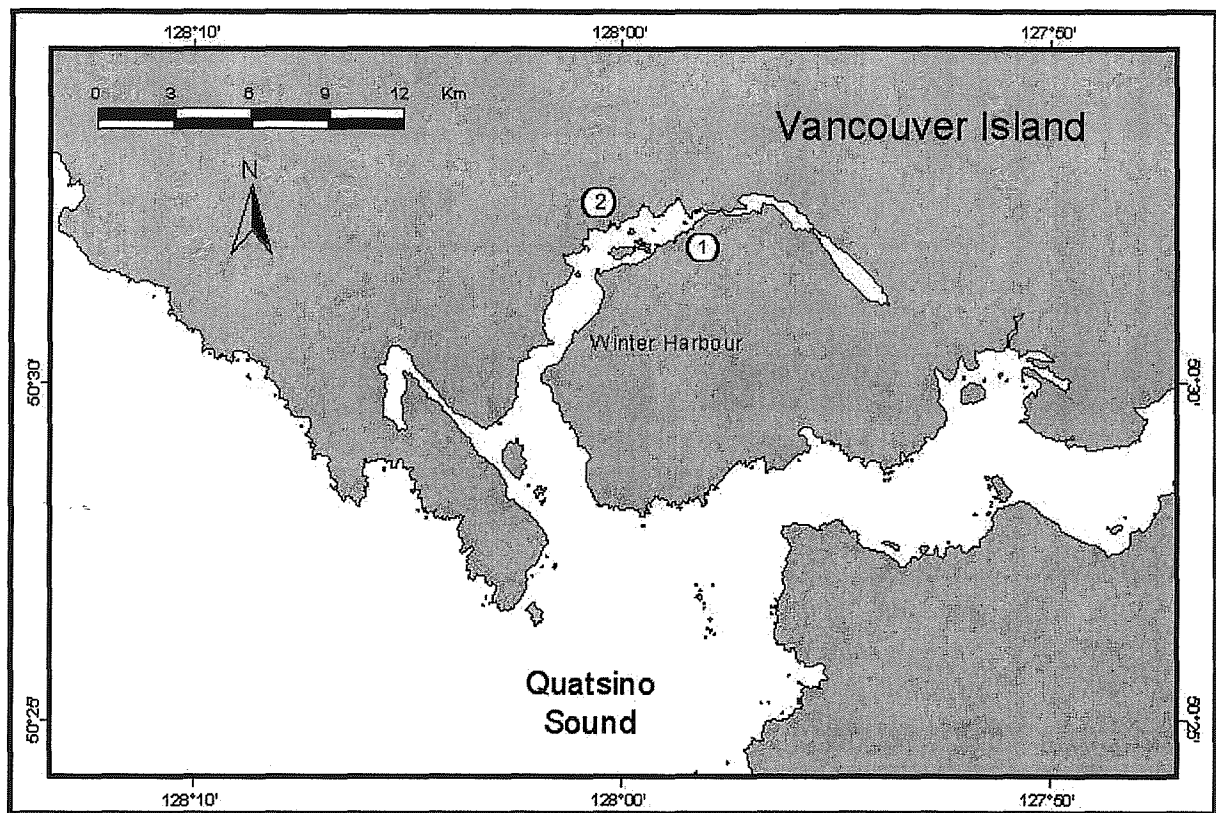 128°10' 128°00' 127°50'
0 3 6 9 12 Km
Vancouver Island
N
2
1
Winter Harbour
50°30' 50°30'
Quatsino
Sound
50°25' 50°25'
128°10' 128°00' 127°50'